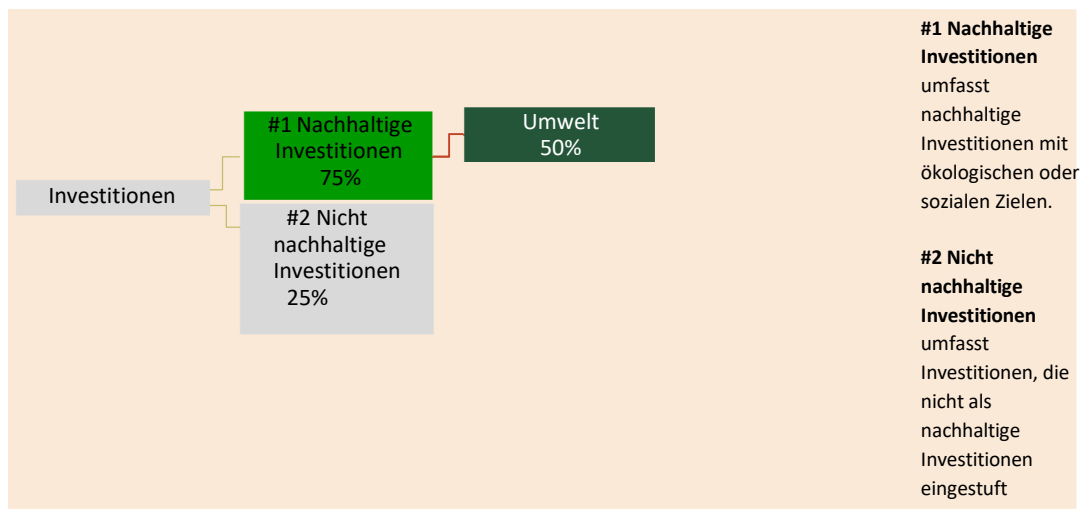 Investitionen
#1 Nachhaltige
Investitionen
75%
Umwelt
50%
#2 Nicht
nachhaltige
Investitionen
25%
#1 Nachhaltige
Investitionen
umfasst
nachhaltige
Investitionen mit
ökologischen oder
sozialen Zielen.
#2 Nicht
nachhaltige
Investitionen
umfasst
Investitionen, die
nicht als
nachhaltige
Investitionen
eingestuft